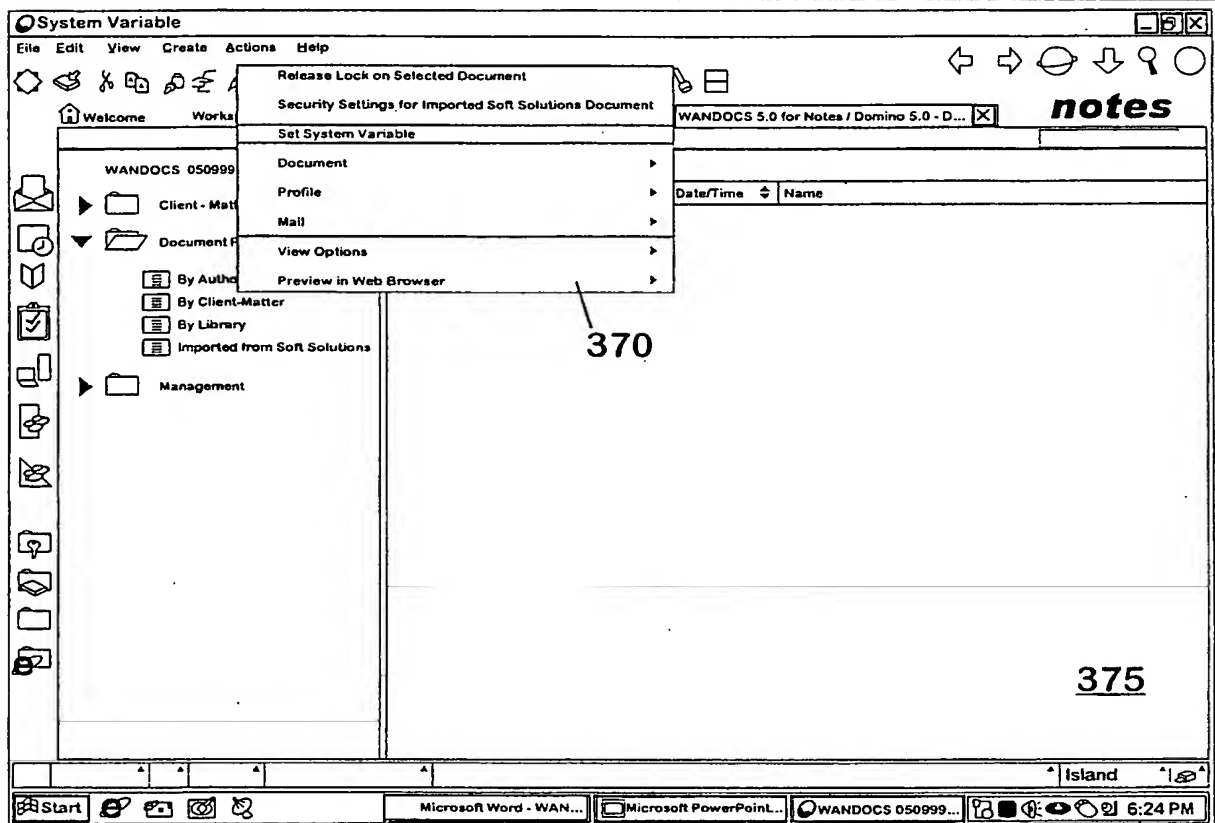 System Variable
File Edit View Create Actions Help
Release Lock on Selected Document
Security Settings for Imported Soft Solutions Document
Set System Variable
Document
Profile
Mail
View Options
Preview in Web Browser
Welcome Works
WANDOCS 5.0 for Notes / Domino 5.0 - D...
notes
WANDOCS 050999
Date/Time Name
Client - Matt
Document P
By Autho
By Client-Matter
By Library
Imported from Soft Solutions
Management
370
375
Island
Start Microsoft Word - WAN... Microsoft PowerPoint... WANDOCS 050999... 6:24 PM